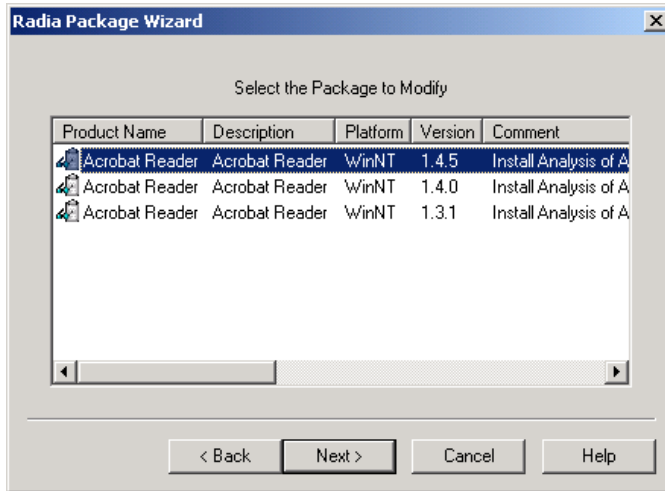 Radia Package Wizard
Select the Package to Modify
Product Name Description Platform Version Comment
Acrobat Reader Acrobat Reader WinNT 1.4.5 Install Analysis of A
Acrobat Reader Acrobat Reader WinNT 1.4.0 Install Analysis of A
Acrobat Reader Acrobat Reader WinNT 1.3.1 Install Analysis of A
< Back Next > Cancel Help